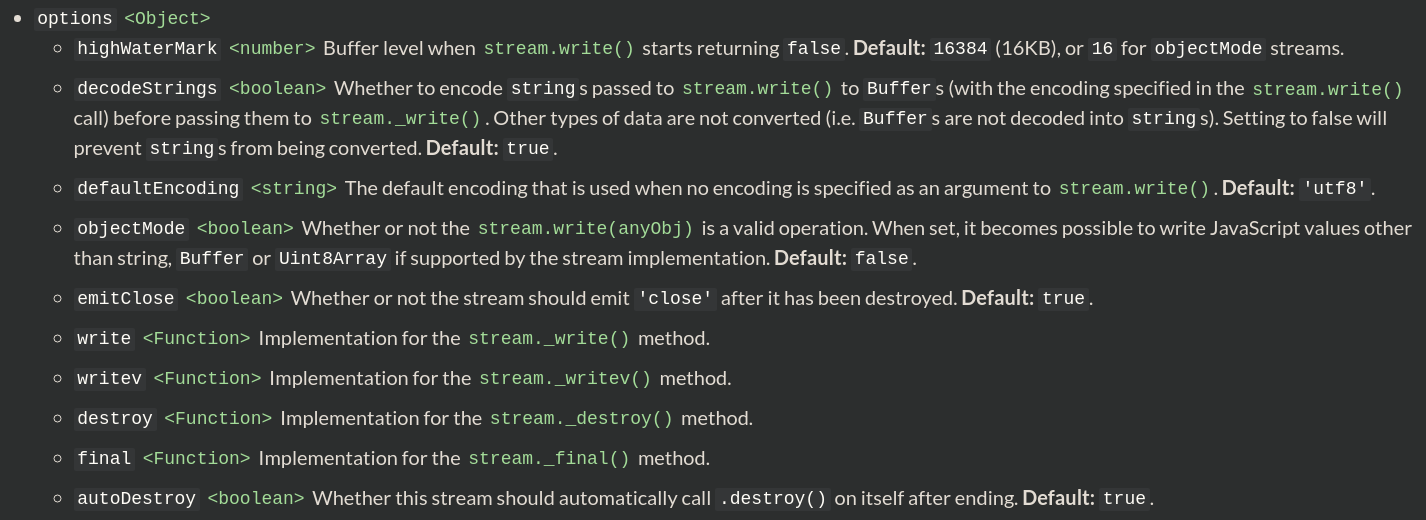 options <Object>
highWaterMark <number> Buffer level when stream.write() starts returning false. Default: 16384 (16KB), or 16 for objectMode streams.
decodeStrings <boolean> Whether to encode strings passed to stream.write() to Buffers (with the encoding specified in the stream.write()
call) before passing them to stream._write(). Other types of data are not converted (i.e. Buffers are not decoded into strings). Setting to false will
prevent strings from being converted. Default: true.
defaultEncoding <string> The default encoding that is used when no encoding is specified as an argument to stream.write(). Default: 'utf8'.
objectMode <boolean> Whether or not the stream.write(anyObj) is a valid operation. When set, it becomes possible to write JavaScript values other
than string, Buffer or Uint8Array if supported by the stream implementation. Default: false.
emitClose <boolean> Whether or not the stream should emit 'close' after it has been destroyed. Default: true.
write <Function> Implementation for the stream._write() method.
writev <Function> Implementation for the stream._writev() method.
destroy <Function> Implementation for the stream._destroy() method.
final <Function> Implementation for the stream._final() method.
autoDestroy <boolean> Whether this stream should automatically call .destroy() on itself after ending. Default: true.